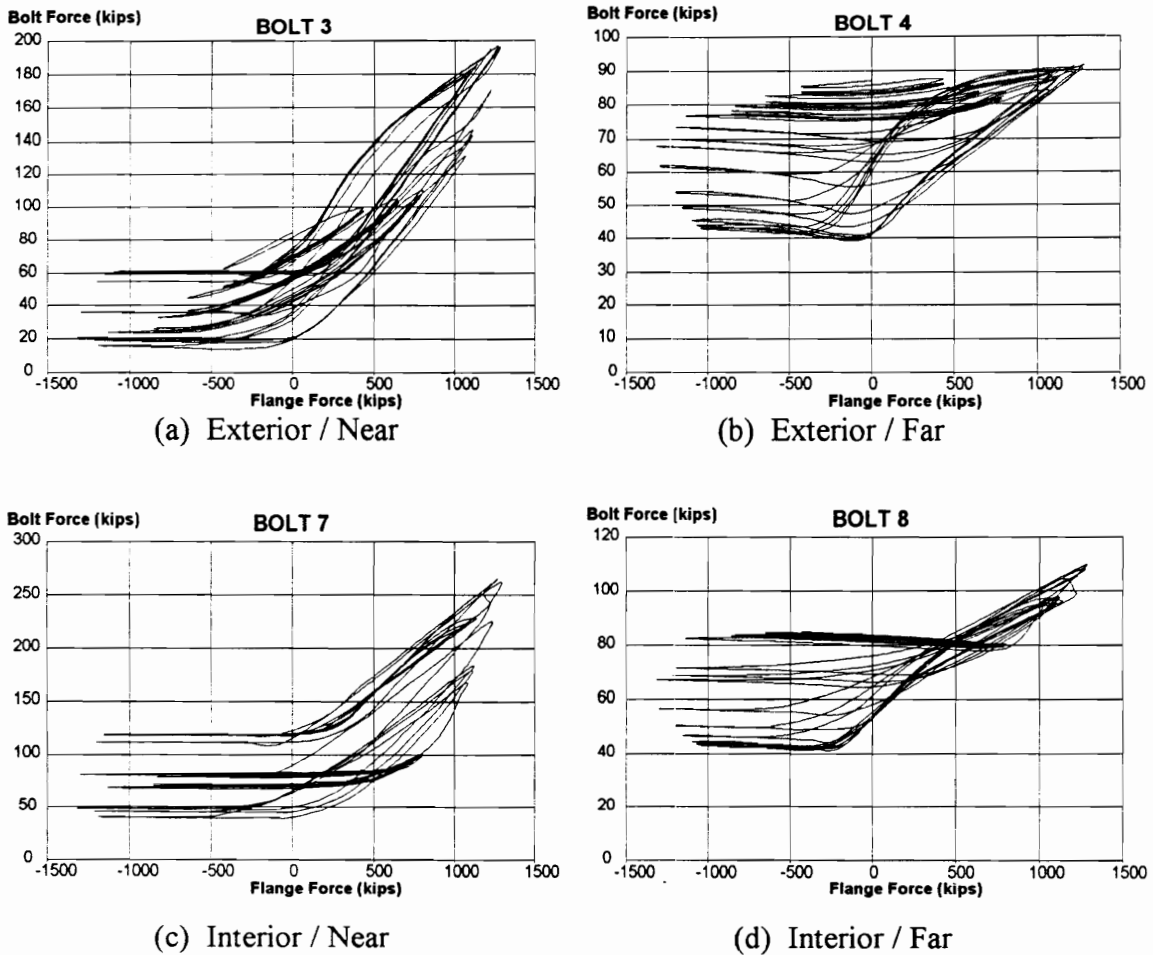 Bolt Force (kips)
BOLT 3
200
180
160
140
120
100
80
60
40
20
0
-1500 -1000 -500 0 500 1000 1500
Flange Force (kips)
(a) Exterior / Near
Bolt Force (kips)
BOLT 4
100
90
80
70
60
50
40
30
20
10
0
-1500 -1000 -500 0 500 1000 1500
Flange Force (kips)
(b) Exterior / Far
Bolt Force (kips)
BOLT 7
300
250
200
150
100
50
0
-1500 -1000 -500 0 500 1000 1500
Flange Force (kips)
(c) Interior / Near
Bolt Force (kips)
BOLT 8
120
100
80
60
40
20
0
-1500 -1000 -500 0 500 1000 1500
Flange Force (kips)
(d) Interior / Far